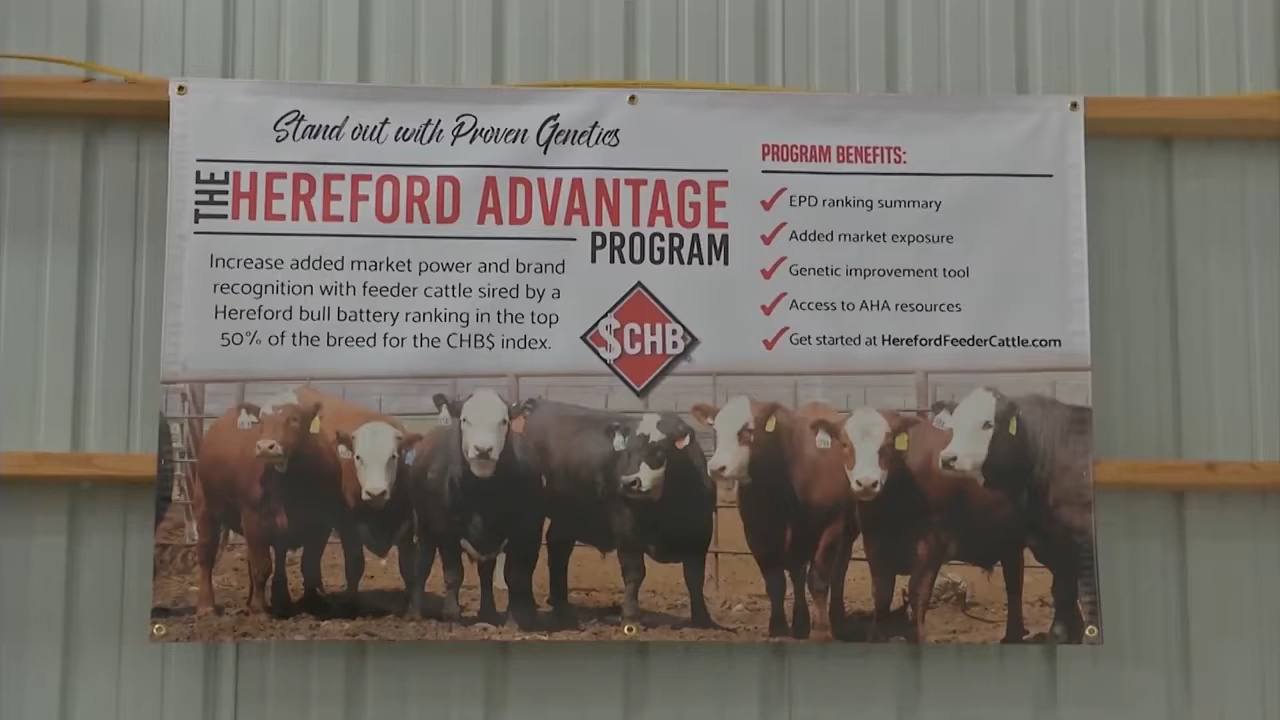 Stand out with Proven Genetics
THE HEREFORD ADVANTAGE
PROGRAM
Increase added market power and brand
recognition with feeder cattle sired by a
Hereford bull battery ranking in the top
50% of the breed for the CHB$ index.
$CHB
PROGRAM BENEFITS:
EPD ranking summary
Added market exposure
Genetic improvement tool
Access to AHA resources
Get started at HerefordFeederCattle.com